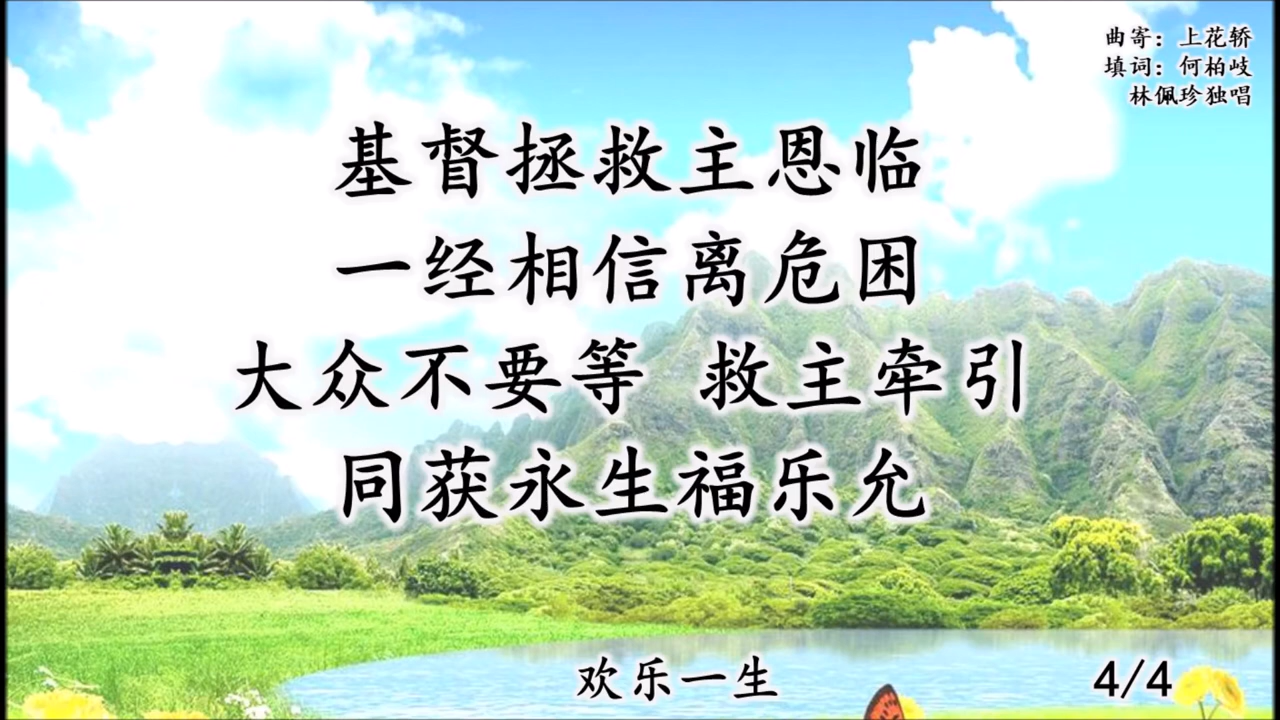 曲寄：上花轿
填词：何柏岐
林佩珍独唱
基督拯救主恩临
一经相信离危困
大众不要等 救主牵引
同获永生福乐允
欢乐一生
4/4